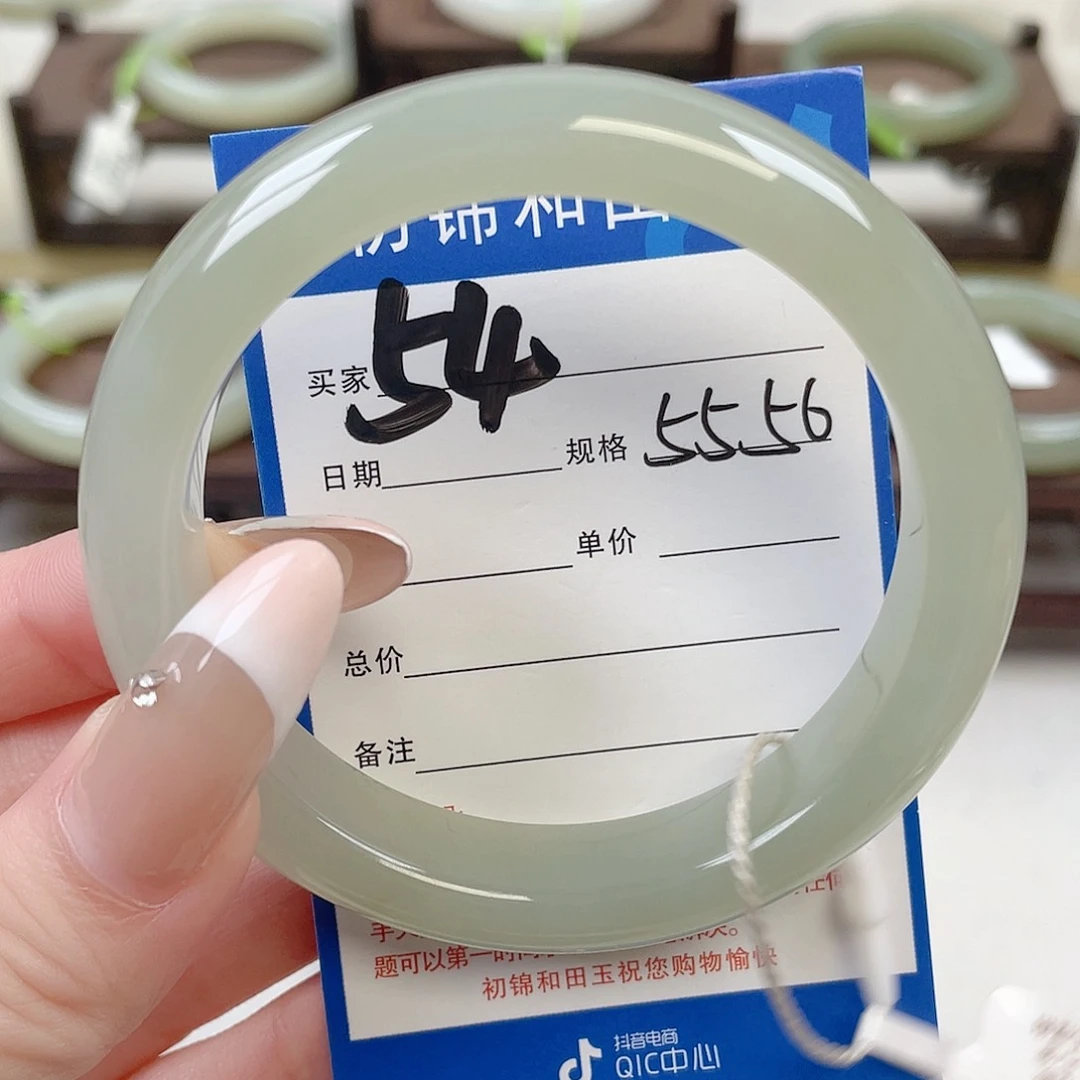 初锦和田
买家 54
日期 规格 55.56
单价
总价
备注
任何
题可以第一时间
初锦和田玉祝您购物愉快
抖音电商
QIC中心